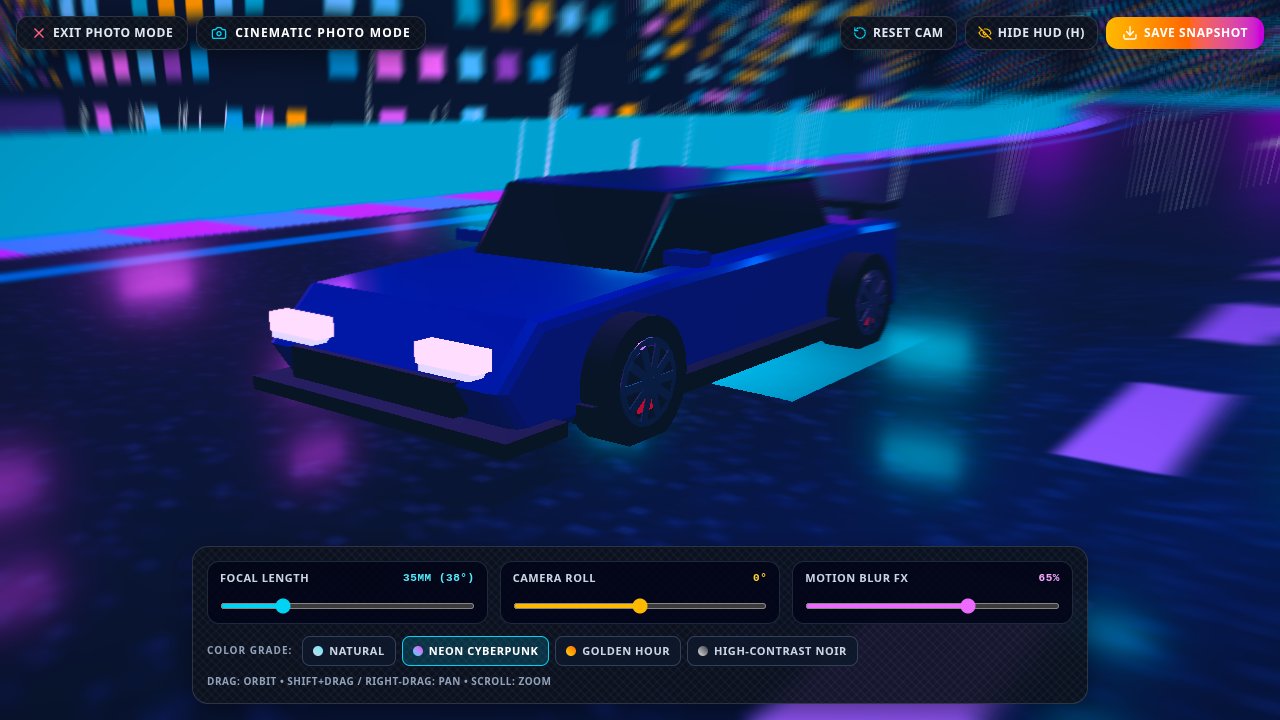 EXIT PHOTO MODE
CINEMATIC PHOTO MODE
RESET CAM
HIDE HUD (H)
SAVE SNAPSHOT
FOCAL LENGTH
35MM (38°)
CAMERA ROLL
0°
MOTION BLUR FX
65%
COLOR GRADE:
NATURAL
NEON CYBERPUNK
GOLDEN HOUR
HIGH-CONTRAST NOIR
DRAG: ORBIT • SHIFT+DRAG / RIGHT-DRAG: PAN • SCROLL: ZOOM